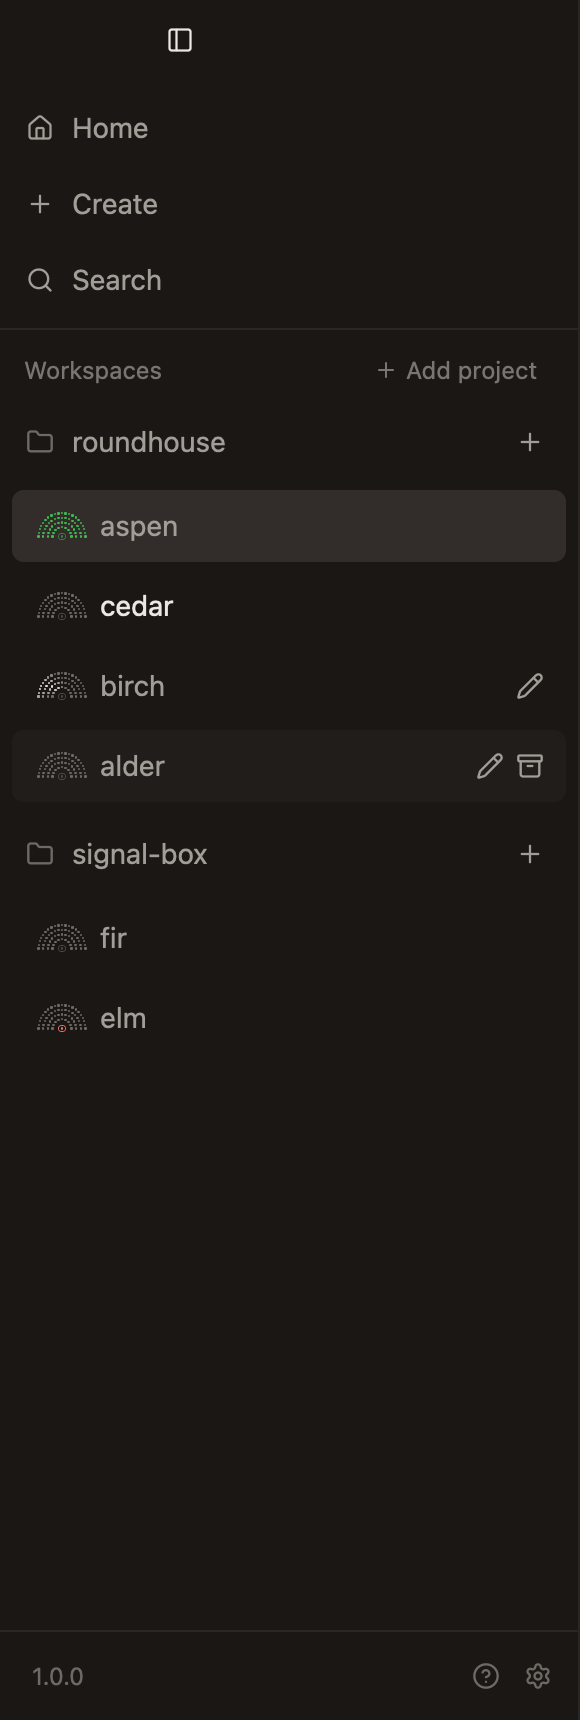 Home
Create
Search
Workspaces
Add project
roundhouse
aspen
cedar
birch
alder
signal-box
fir
elm
1.0.0